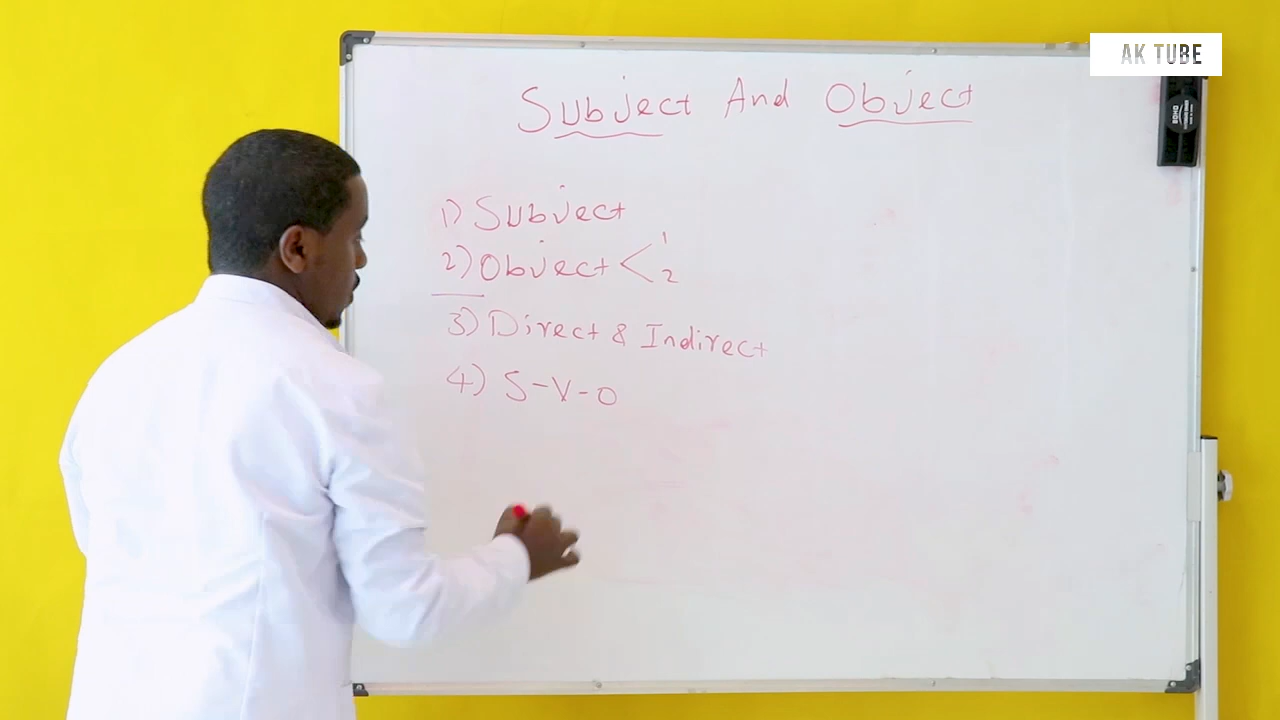 AK TUBE
Subject And Object
1) Subject
2) Object < 1
2
3) Direct & Indirect
4) S-V-O